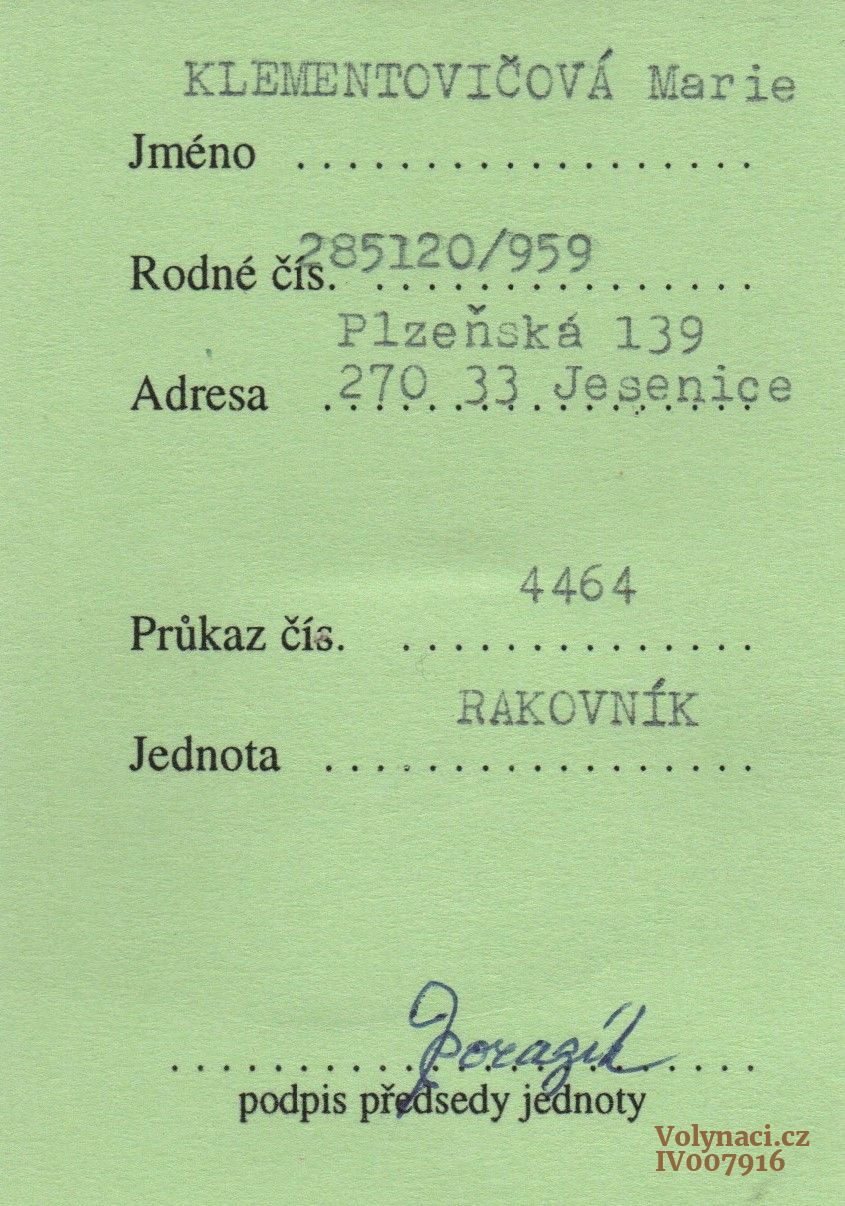 KLEMENTOVIČOVÁ Marie
Jméno ..................
285120/959
Rodné čís. ...............
Plzeňská 139
270 33 Jesenice
Adresa .................
4464
Průkaz čís. ..............
RAKOVNÍK
Jednota .................
.......................
podpis předsedy jednoty
Volynaci.cz
IV007916